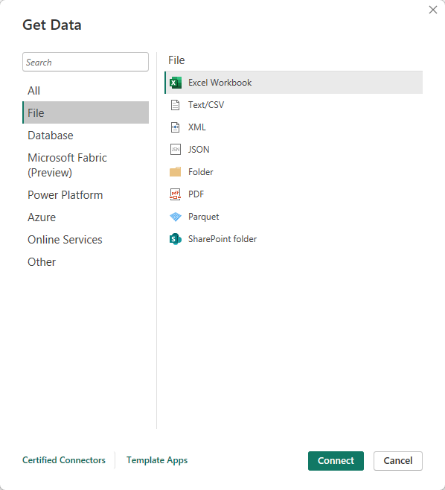 Get Data
Search
All
File
Database
Microsoft Fabric
(Preview)
Power Platform
Azure
Online Services
Other
File
Excel Workbook
Text/CSV
XML
JSON
Folder
PDF
Parquet
SharePoint folder
Certified Connectors
Template Apps
Connect
Cancel